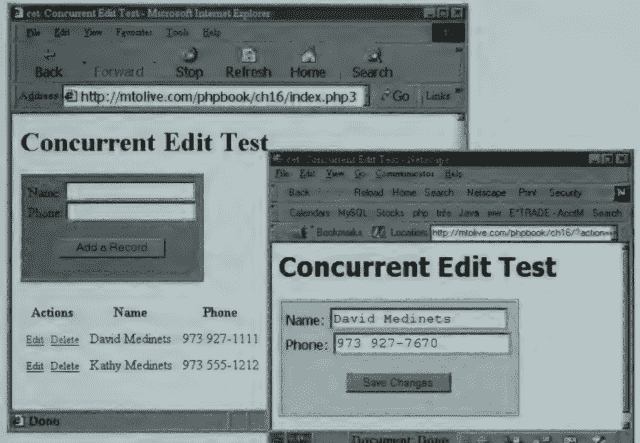 cet Concurrent Edit Test - Microsoft Internet Explorer
File Edit View Favorites Tools Help
Back Forward Stop Refresh Home Search
Address http://mtolive.com/phpbook/ch16/index.php3 Go Links
Concurrent Edit Test
Name:
Phone:
Add a Record
Actions Name Phone
Edit Delete David Medinets 973 927-1111
Edit Delete Kathy Medinets 973 555-1212
Done
cet Concurrent Edit Test - Netscape
File Edit View Go Communicator Help
Back Reload Home Search Netscape Print Security
Calendars MySQL Stocks php Info Java E*TRADE - AcctM Search
Bookmarks Location: http://mtolive.com/phpbook/ch16/?action=
Concurrent Edit Test
Name: David Medinets
Phone: 973 927-7670
Save Changes
Document: Done